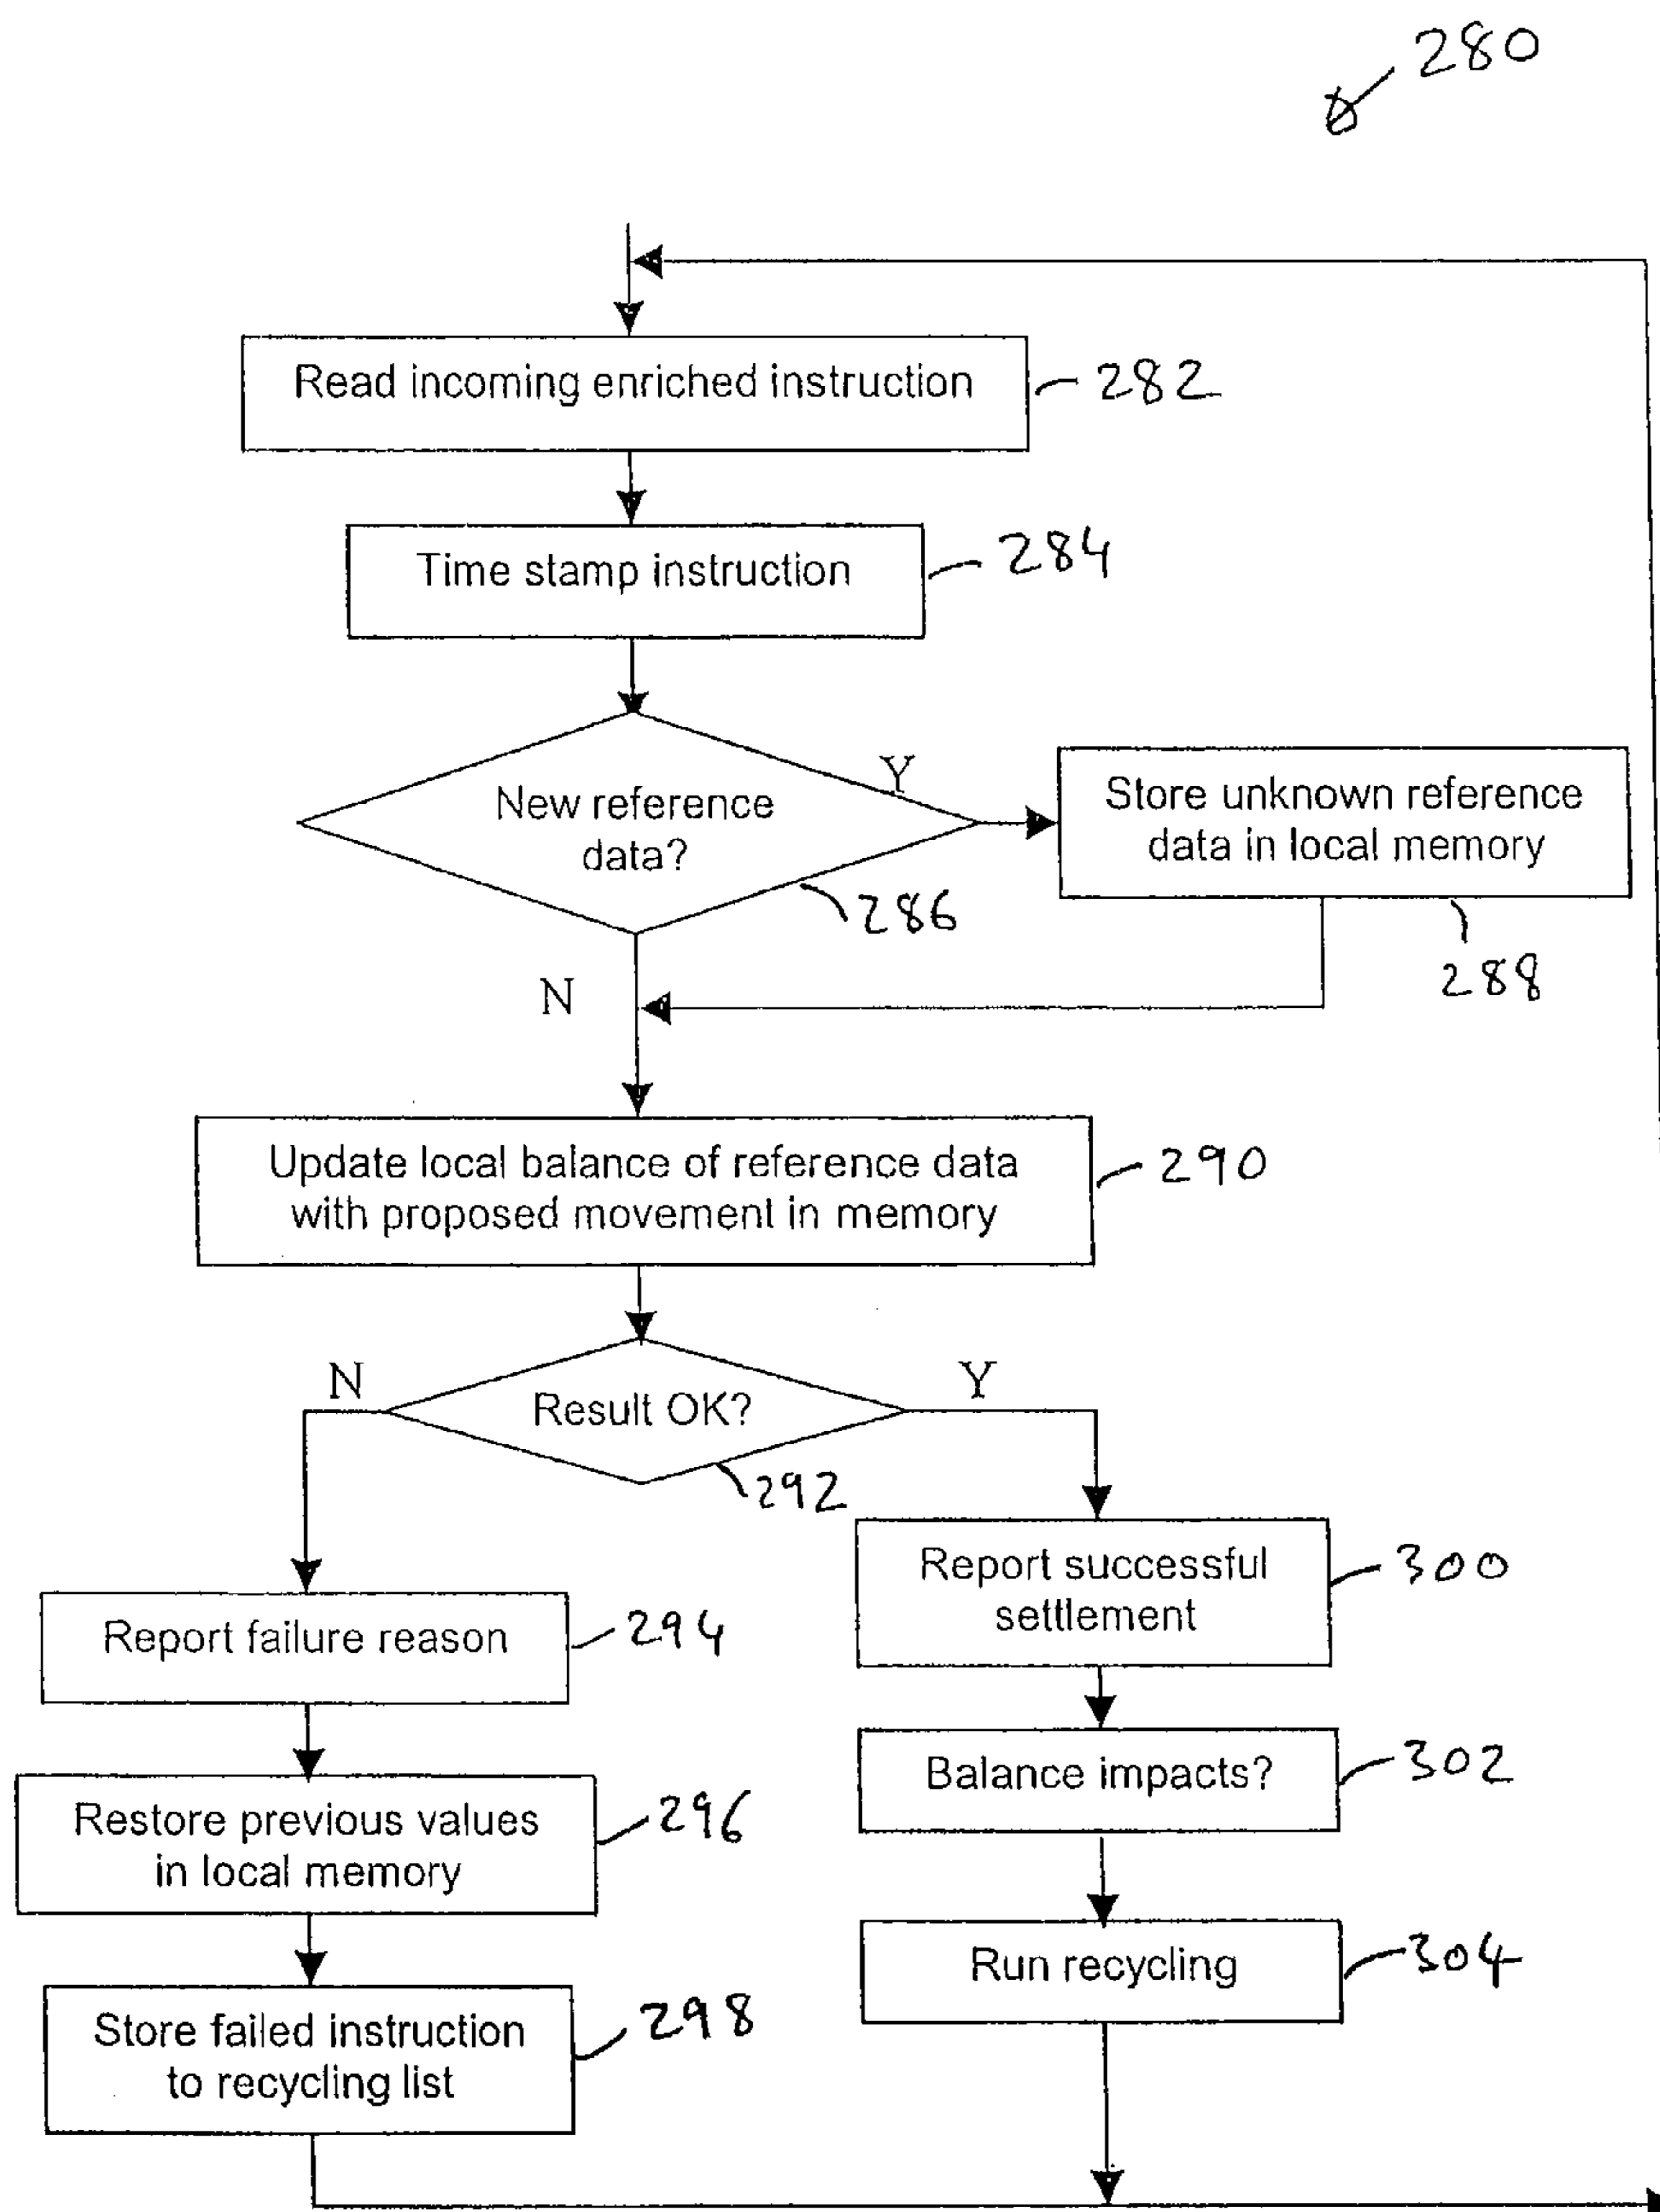 280
Read incoming enriched instruction
282
Time stamp instruction
284
New reference
data?
Y
286
N
Store unknown reference
data in local memory
288
Update local balance of reference data
with proposed movement in memory
290
Result OK?
N
Y
292
Report failure reason
294
Restore previous values
in local memory
296
Store failed instruction
to recycling list
298
Report successful
settlement
300
Balance impacts?
302
Run recycling
304